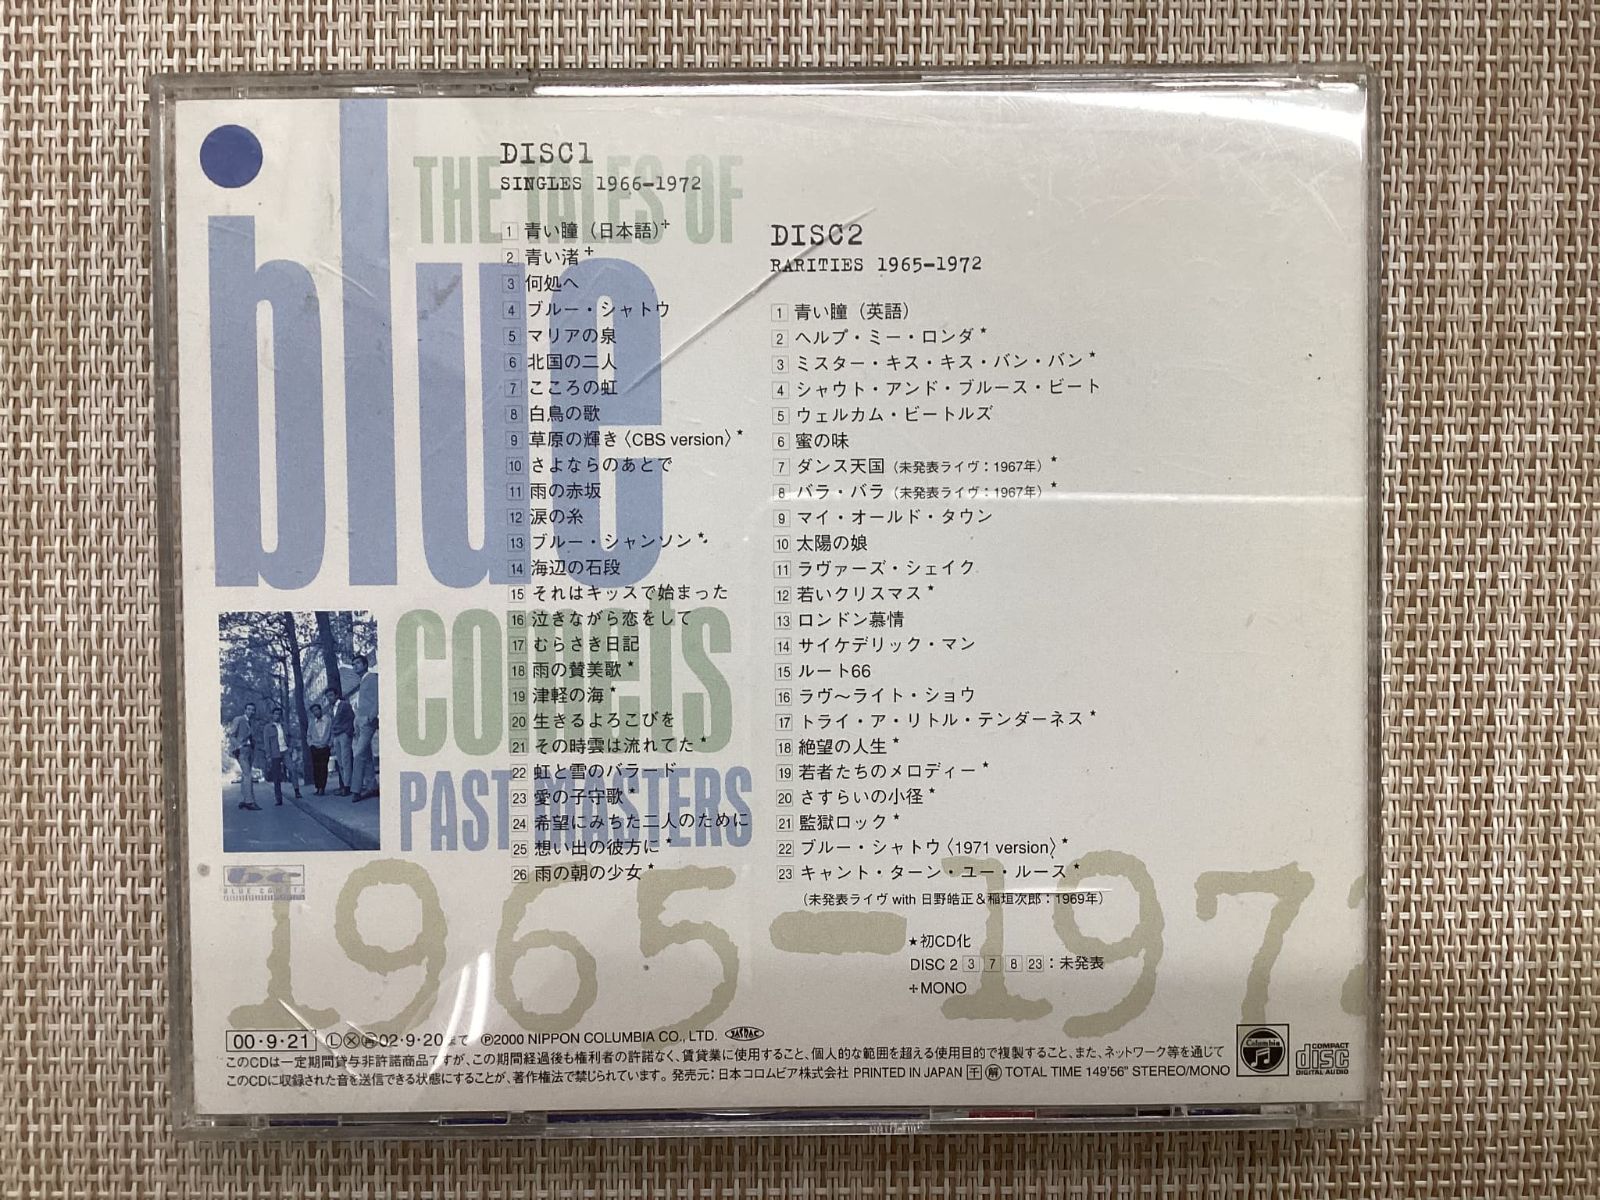 THE TALES OF
blue
comets
PAST MASTERS
1965-1972
DISC1
SINGLES 1966-1972
1 青い瞳(日本語)+
2 青い渚+
3 何処へ
4 ブルー・シャトウ
5 マリアの泉
6 北国の二人
7 こころの虹
8 白鳥の歌
9 草原の輝き〈CBS version〉★
10 さよならのあとで
11 雨の赤坂
12 涙の糸
13 ブルー・シャンソン★
14 海辺の石段
15 それはキッスで始まった
16 泣きながら恋をして
17 むらさき日記
18 雨の賛美歌★
19 津軽の海★
20 生きるよろこびを
21 その時雲は流れてた★
22 虹と雪のバラード
23 愛の子守歌★
24 希望にみちた二人のために
25 想い出の彼方に★
26 雨の朝の少女★
DISC2
RARITIES 1965-1972
1 青い瞳(英語)
2 ヘルプ・ミー・ロンダ★
3 ミスター・キス・キス・バン・バン★
4 シャウト・アンド・ブルース・ビート
5 ウェルカム・ビートルズ
6 蜜の味
7 ダンス天国(未発表ライヴ:1967年)★
8 バラ・バラ(未発表ライヴ:1967年)★
9 マイ・オールド・タウン
10 太陽の娘
11 ラヴァーズ・シェイク
12 若いクリスマス★
13 ロンドン慕情
14 サイケデリック・マン
15 ルート66
16 ラヴ〜ライト・ショウ
17 トライ・ア・リトル・テンダーネス★
18 絶望の人生★
19 若者たちのメロディー★
20 さすらいの小径★
21 監獄ロック★
22 ブルー・シャトウ〈1971 version〉★
23 キャント・ターン・ユー・ルース★
(未発表ライヴ with 日野皓正&稲垣次郎:1969年)
★初CD化
DISC 2 3 7 8 23:未発表
+MONO
bc
BLUE COMETS
00・9・21 Ⓛ Ⓧ 02・9・20まで Ⓟ2000 NIPPON COLUMBIA CO., LTD. JASRAC
このCDは一定期間貸与非許諾商品ですが、この期間経過後も権利者の許諾なく、賃貸業に使用すること、個人的な範囲を超える使用目的で複製すること、また、ネットワーク等を通じて
このCDに収録された音を送信できる状態にすることが、著作権法で禁じられています。発売元:日本コロムビア株式会社 PRINTED IN JAPAN 千 解 TOTAL TIME 149'56" STEREO/MONO
Columbia
COMPACT disc DIGITAL AUDIO